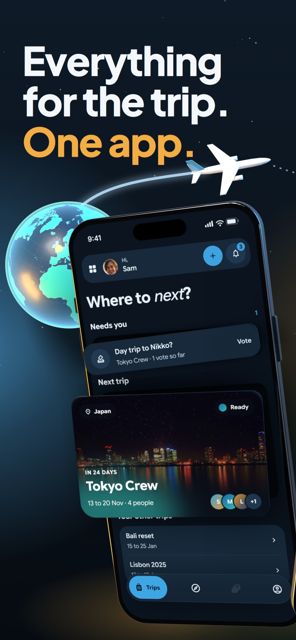 Everything
for the trip.
One app.
9:41
Hi,
Sam
3
Where to next?
Needs you
1
Day trip to Nikko?
Tokyo Crew · 1 vote so far
Vote
Next trip
Japan
Ready
IN 24 DAYS
Tokyo Crew
13 to 20 Nov · 4 people
S M L +1
Bali reset
15 to 25 Jan
Lisbon 2025
Trips